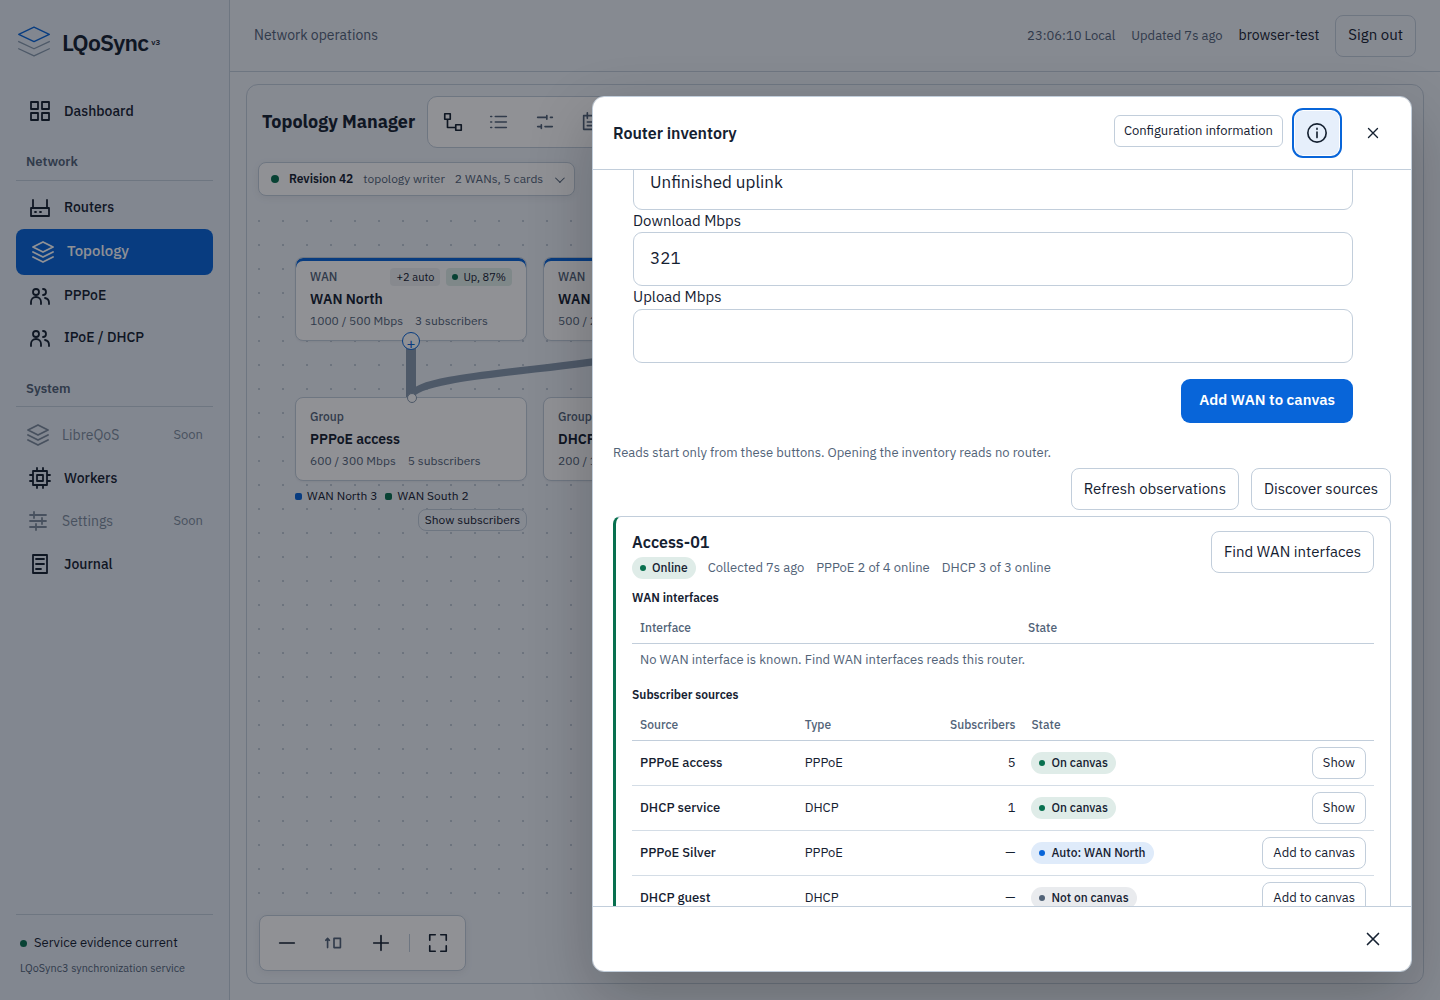 LQoSync v3
Network operations
23:06:10 Local
Updated 7s ago
browser-test
Sign out
Dashboard
Network
Routers
Topology
PPPoE
IPoE / DHCP
System
LibreQoS Soon
Workers
Settings Soon
Journal
Service evidence current
LQoSync3 synchronization service
Topology Manager
Revision 42 topology writer 2 WANs, 5 cards
WAN +2 auto Up, 87%
WAN North
1000 / 500 Mbps 3 subscribers
+
WAN
WAN
500 /
Group
PPPoE access
600 / 300 Mbps 5 subscribers
WAN North 3 WAN South 2
Show subscribers
Group
DHCP
200 /
Router inventory
Configuration information
Unfinished uplink
Download Mbps
321
Upload Mbps
Add WAN to canvas
Reads start only from these buttons. Opening the inventory reads no router.
Refresh observations
Discover sources
Access-01
Find WAN interfaces
Online Collected 7s ago PPPoE 2 of 4 online DHCP 3 of 3 online
WAN interfaces
Interface State
No WAN interface is known. Find WAN interfaces reads this router.
Subscriber sources
Source Type Subscribers State
PPPoE access PPPoE 5 On canvas Show
DHCP service DHCP 1 On canvas Show
PPPoE Silver PPPoE — Auto: WAN North Add to canvas
DHCP guest DHCP — Not on canvas Add to canvas